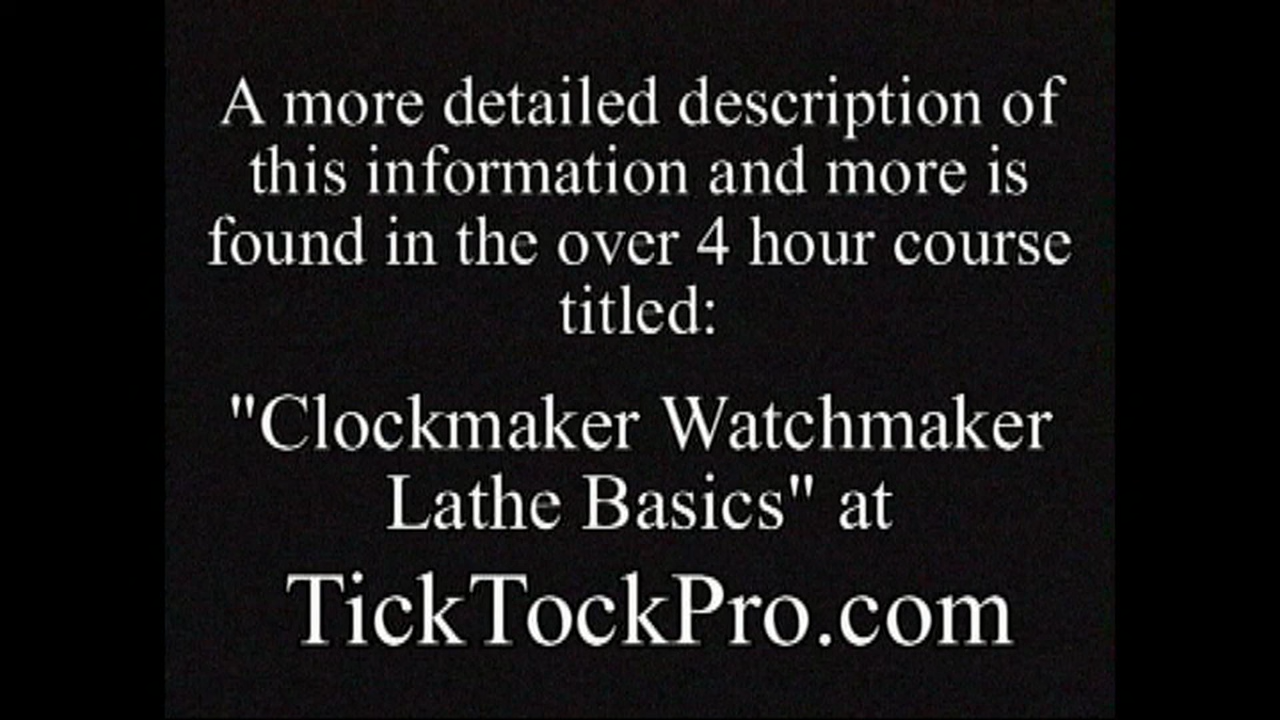 A more detailed description of
this information and more is
found in the over 4 hour course
titled:
"Clockmaker Watchmaker
Lathe Basics" at
TickTockPro.com